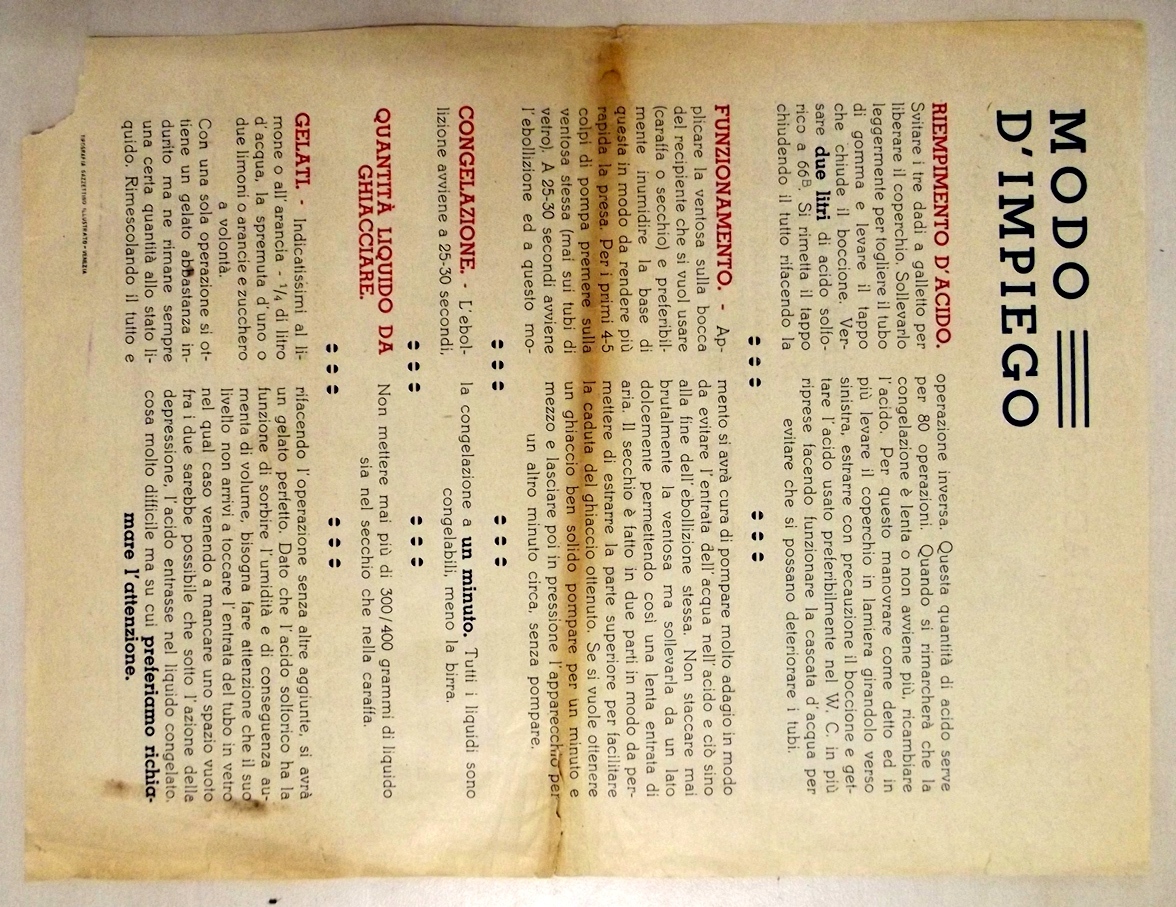 MODO
D'IMPIEGO
RIEMPIMENTO D'ACIDO.
Svitare i tre dadi a galletto per
liberare il coperchio. Sollevarlo
leggermente per togliere il tubo
di gomma e levare il tappo
che chiude il boccione. Ver-
sare due litri di acido solfo-
rico a 66B. Si rimetta il tappo
chiudendo il tutto rifacendo la
operazione inversa. Questa quantità di acido serve
per 80 operazioni. Quando si rimarcherà che la
congelazione è lenta o non avviene più, ricambiare
l'acido. Per questo manovrare come detto ed in
più levare il coperchio in lamiera girandolo verso
sinistra, estrarre con precauzione il boccione e get-
tare l'acido usato preferibilmente nel W. C. in più
riprese facendo funzionare la cascata d'acqua per
evitare che si possano deteriorare i tubi.
FUNZIONAMENTO. - Ap-
plicare la ventosa sulla bocca
del recipiente che si vuol usare
(caraffa o secchio) e preferibil-
mente inumidire la base di
questa in modo da rendere più
rapida la presa. Per i primi 4-5
colpi di pompa premere sulla
ventosa stessa (mai sui tubi di
vetro). A 25-30 secondi avviene
l'ebollizione ed a questo mo-
mento si avrà cura di pompare molto adagio in modo
da evitare l'entrata dell'acqua nell'acido e ciò sino
alla fine dell'ebollizione stessa. Non staccare mai
brutalmente la ventosa ma sollevarla da un lato
dolcemente permettendo così una lenta entrata di
aria. Il secchio è fatto in due parti in modo da per-
mettere di estrarre la parte superiore per facilitare
la caduta del ghiaccio ottenuto. Se si vuole ottenere
un ghiaccio ben solido pompare per un minuto e
mezzo e lasciare poi in pressione l'apparecchio per
un altro minuto circa, senza pompare.
CONGELAZIONE. - L'ebol-
lizione avviene a 25-30 secondi,
la congelazione a un minuto. Tutti i liquidi sono
congelabili, meno la birra.
QUANTITÀ LIQUIDO DA
GHIACCIARE.
Non mettere mai più di 300/400 grammi di liquido
sia nel secchio che nella caraffa.
GELATI. - Indicatissimi al li-
mone o all'arancia - 1/4 di litro
d'acqua, la spremuta d'uno o
due limoni o arancie e zucchero
a volontà.
Con una sola operazione si ot-
tiene un gelato abbastanza in-
durito ma ne rimane sempre
una certa quantità allo stato li-
quido. Rimescolando il tutto e
rifacendo l'operazione senza altre aggiunte, si avrà
un gelato perfetto. Dato che l'acido solforico ha la
funzione di sorbire l'umidità e di conseguenza au-
menta di volume, bisogna fare attenzione che il suo
livello non arrivi a toccare l'entrata del tubo in vetro
nel qual caso venendo a mancare uno spazio vuoto
fra i due sarebbe possibile che sotto l'azione della
depressione, l'acido entrasse nel liquido congelato,
cosa molto difficile ma su cui preferiamo richia-
mare l'attenzione.
TIPOGRAFIA GAZZETTINO ILLUSTRATO - VENEZIA